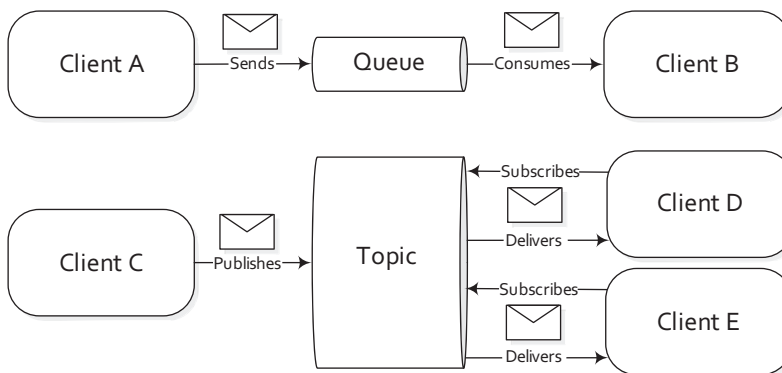 Client A
Sends
Queue
Consumes
Client B
Client C
Publishes
Topic
Subscribes
Delivers
Client D
Subscribes
Delivers
Client E